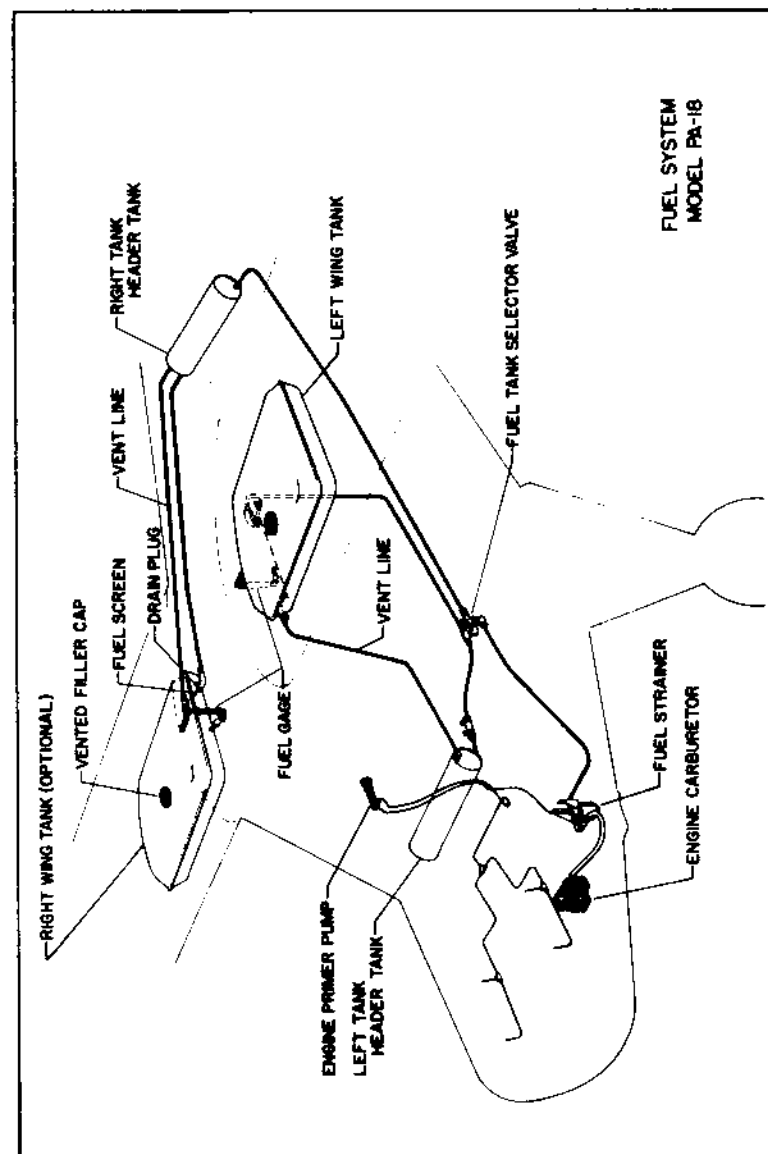 RIGHT WING TANK (OPTIONAL)
VENTED FILLER CAP
FUEL SCREEN
DRAIN PLUG
VENT LINE
RIGHT TANK
HEADER TANK
FUEL GAGE
LEFT WING TANK
VENT LINE
FUEL TANK SELECTOR VALVE
ENGINE PRIMER PUMP
LEFT TANK
HEADER TANK
FUEL STRAINER
ENGINE CARBURETOR
FUEL SYSTEM
MODEL PA-18